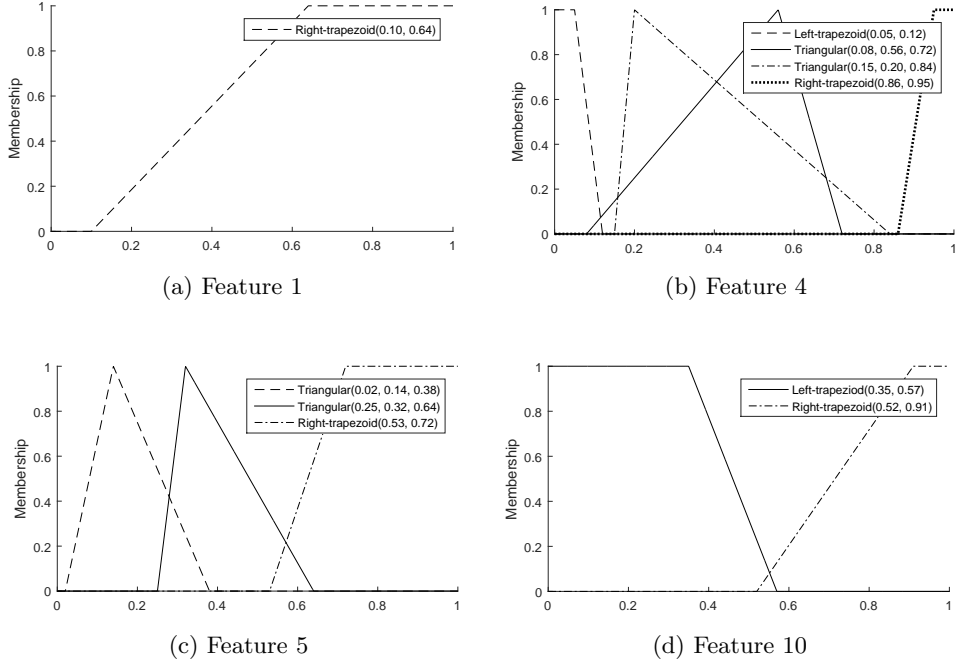 1
0.8
0.6
0.4
0.2
0
Membership
0 0.2 0.4 0.6 0.8 1
Right-trapezoid(0.10, 0.64)
(a) Feature 1
1
0.8
0.6
0.4
0.2
0
Membership
0 0.2 0.4 0.6 0.8 1
Left-trapezoid(0.05, 0.12)
Triangular(0.08, 0.56, 0.72)
Triangular(0.15, 0.20, 0.84)
Right-trapezoid(0.86, 0.95)
(b) Feature 4
1
0.8
0.6
0.4
0.2
0
Membership
0 0.2 0.4 0.6 0.8 1
Triangular(0.02, 0.14, 0.38)
Triangular(0.25, 0.32, 0.64)
Right-trapezoid(0.53, 0.72)
(c) Feature 5
1
0.8
0.6
0.4
0.2
0
Membership
0 0.2 0.4 0.6 0.8 1
Left-trapeziod(0.35, 0.57)
Right-trapezoid(0.52, 0.91)
(d) Feature 10